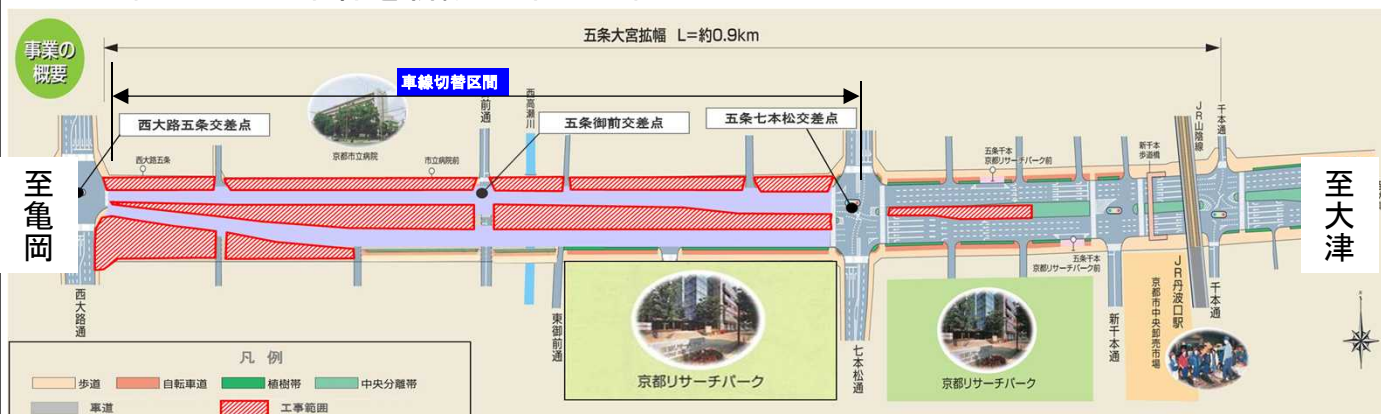 事業の
概要
五条大宮拡幅 L=約0.9km
車線切替区間
西大路五条交差点
五条御前交差点
五条七本松交差点
京都市立病院
前通
西高瀬川
JR山陰線
千本通
西大路五条
市立病院前
五条千本
京都リサーチパーク前
新千本
歩道橋
至亀岡
至大津
五条千本
京都リサーチパーク前
西大路通
東御前通
七本松通
新千本通
京都市中央卸売市場
JR丹波口駅
千本通
京都リサーチパーク
京都リサーチパーク
凡例
歩道
自転車道
植樹帯
中央分離帯
車道
工事範囲